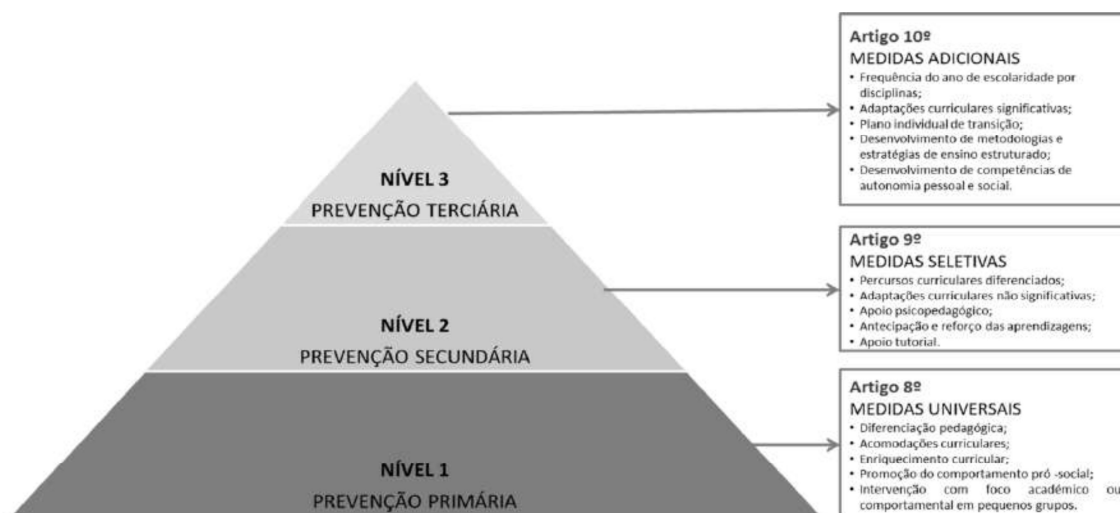 NÍVEL 3
PREVENÇÃO TERCIÁRIA
NÍVEL 2
PREVENÇÃO SECUNDÁRIA
NÍVEL 1
PREVENÇÃO PRIMÁRIA
Artigo 10º
MEDIDAS ADICIONAIS
• Frequência do ano de escolaridade por
disciplinas;
• Adaptações curriculares significativas;
• Plano individual de transição;
• Desenvolvimento de metodologias e
estratégias de ensino estruturado;
• Desenvolvimento de competências de
autonomia pessoal e social.
Artigo 9º
MEDIDAS SELETIVAS
• Percursos curriculares diferenciados;
• Adaptações curriculares não significativas;
• Apoio psicopedagógico;
• Antecipação e reforço das aprendizagens;
• Apoio tutorial.
Artigo 8º
MEDIDAS UNIVERSAIS
• Diferenciação pedagógica;
• Acomodações curriculares;
• Enriquecimento curricular;
• Promoção do comportamento pró -social;
• Intervenção com foco académico ou
comportamental em pequenos grupos.